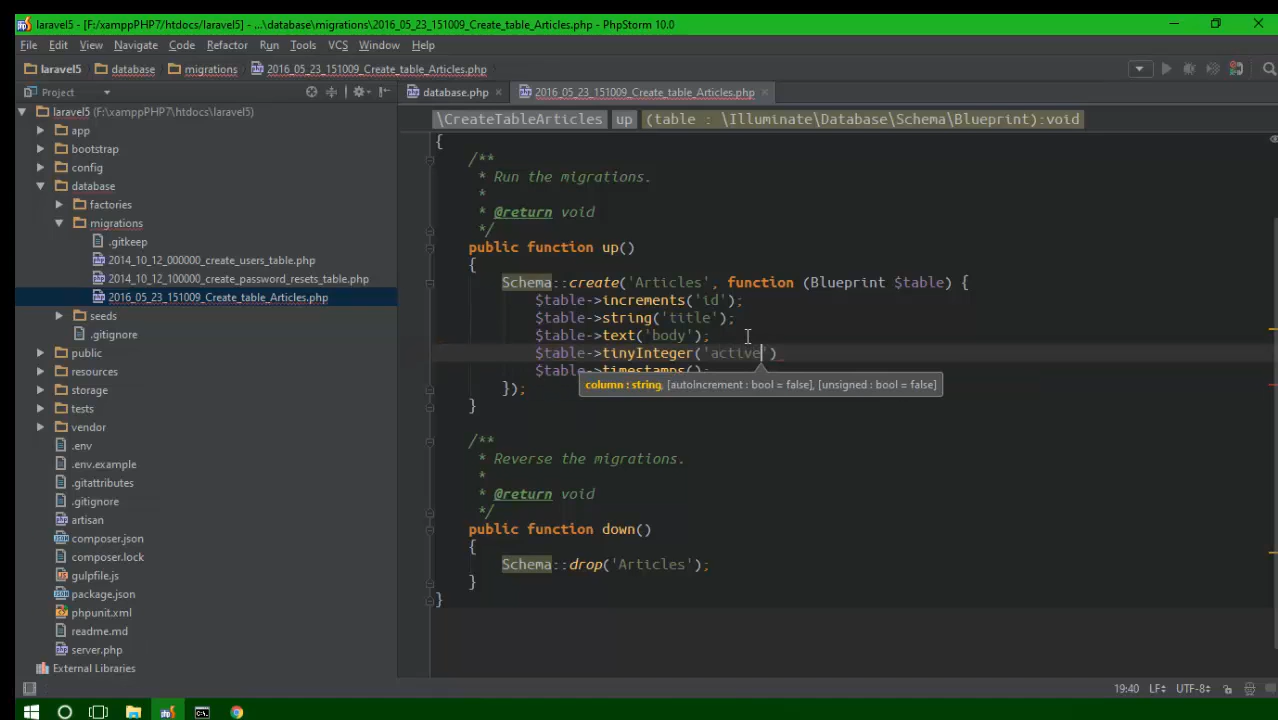 laravel5 - [F:/xamppPHP7/htdocs/laravel5] - ...\database\migrations\2016_05_23_151009_Create_table_Articles.php - PhpStorm 10.0
File Edit View Navigate Code Refactor Run Tools VCS Window Help
laravel5 database migrations 2016_05_23_151009_Create_table_Articles.php
Project
database.php 2016_05_23_151009_Create_table_Articles.php
laravel5 (F:\xamppPHP7\htdocs\laravel5)
app
bootstrap
config
database
factories
migrations
.gitkeep
2014_10_12_000000_create_users_table.php
2014_10_12_100000_create_password_resets_table.php
2016_05_23_151009_Create_table_Articles.php
seeds
.gitignore
public
resources
storage
tests
vendor
.env
.env.example
.gitattributes
.gitignore
artisan
composer.json
composer.lock
gulpfile.js
package.json
phpunit.xml
readme.md
server.php
External Libraries
\CreateTableArticles up (table : \Illuminate\Database\Schema\Blueprint):void
{
/**
* Run the migrations.
*
* @return void
*/
public function up()
{
Schema::create('Articles', function (Blueprint $table) {
$table->increments('id');
$table->string('title');
$table->text('body');
$table->tinyInteger('active')
$table->timestamps();
column : string, [autoIncrement : bool = false], [unsigned : bool = false]
});
}
/**
* Reverse the migrations.
*
* @return void
*/
public function down()
{
Schema::drop('Articles');
}
}
19:40 LF UTF-8